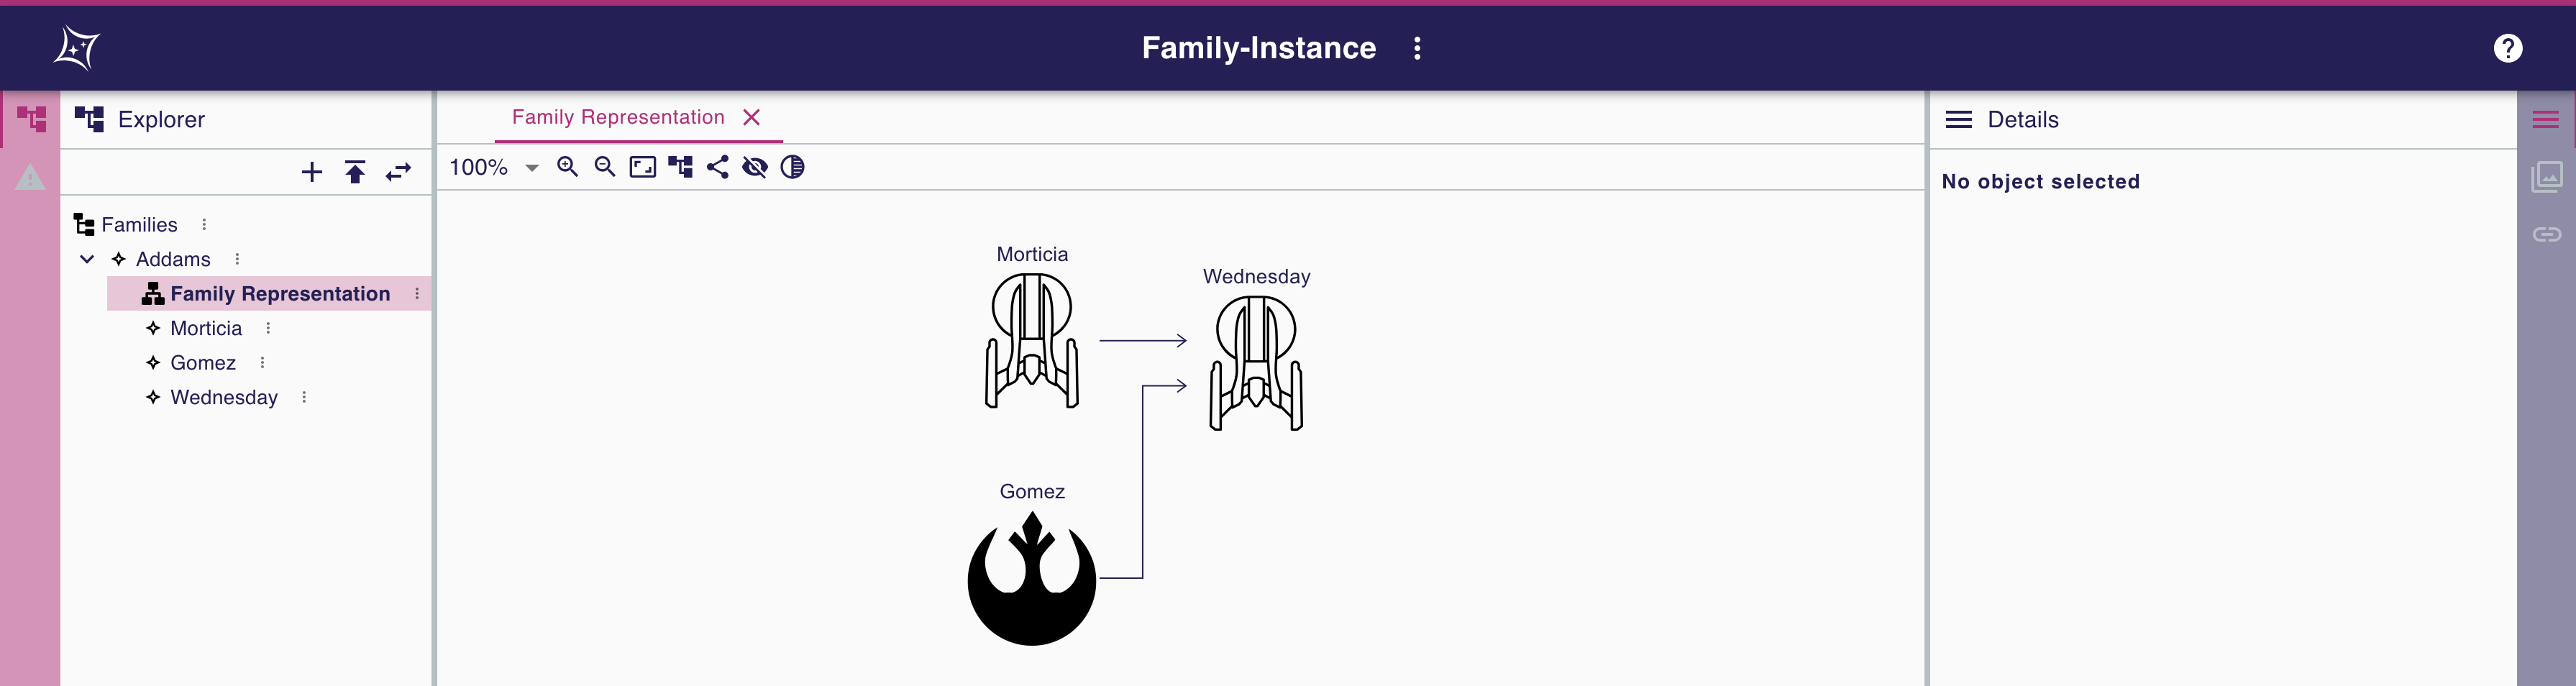 Family-Instance
Explorer
Families
Addams
Family Representation
Morticia
Gomez
Wednesday
Family Representation
100%
Morticia
Wednesday
Gomez
Details
No object selected